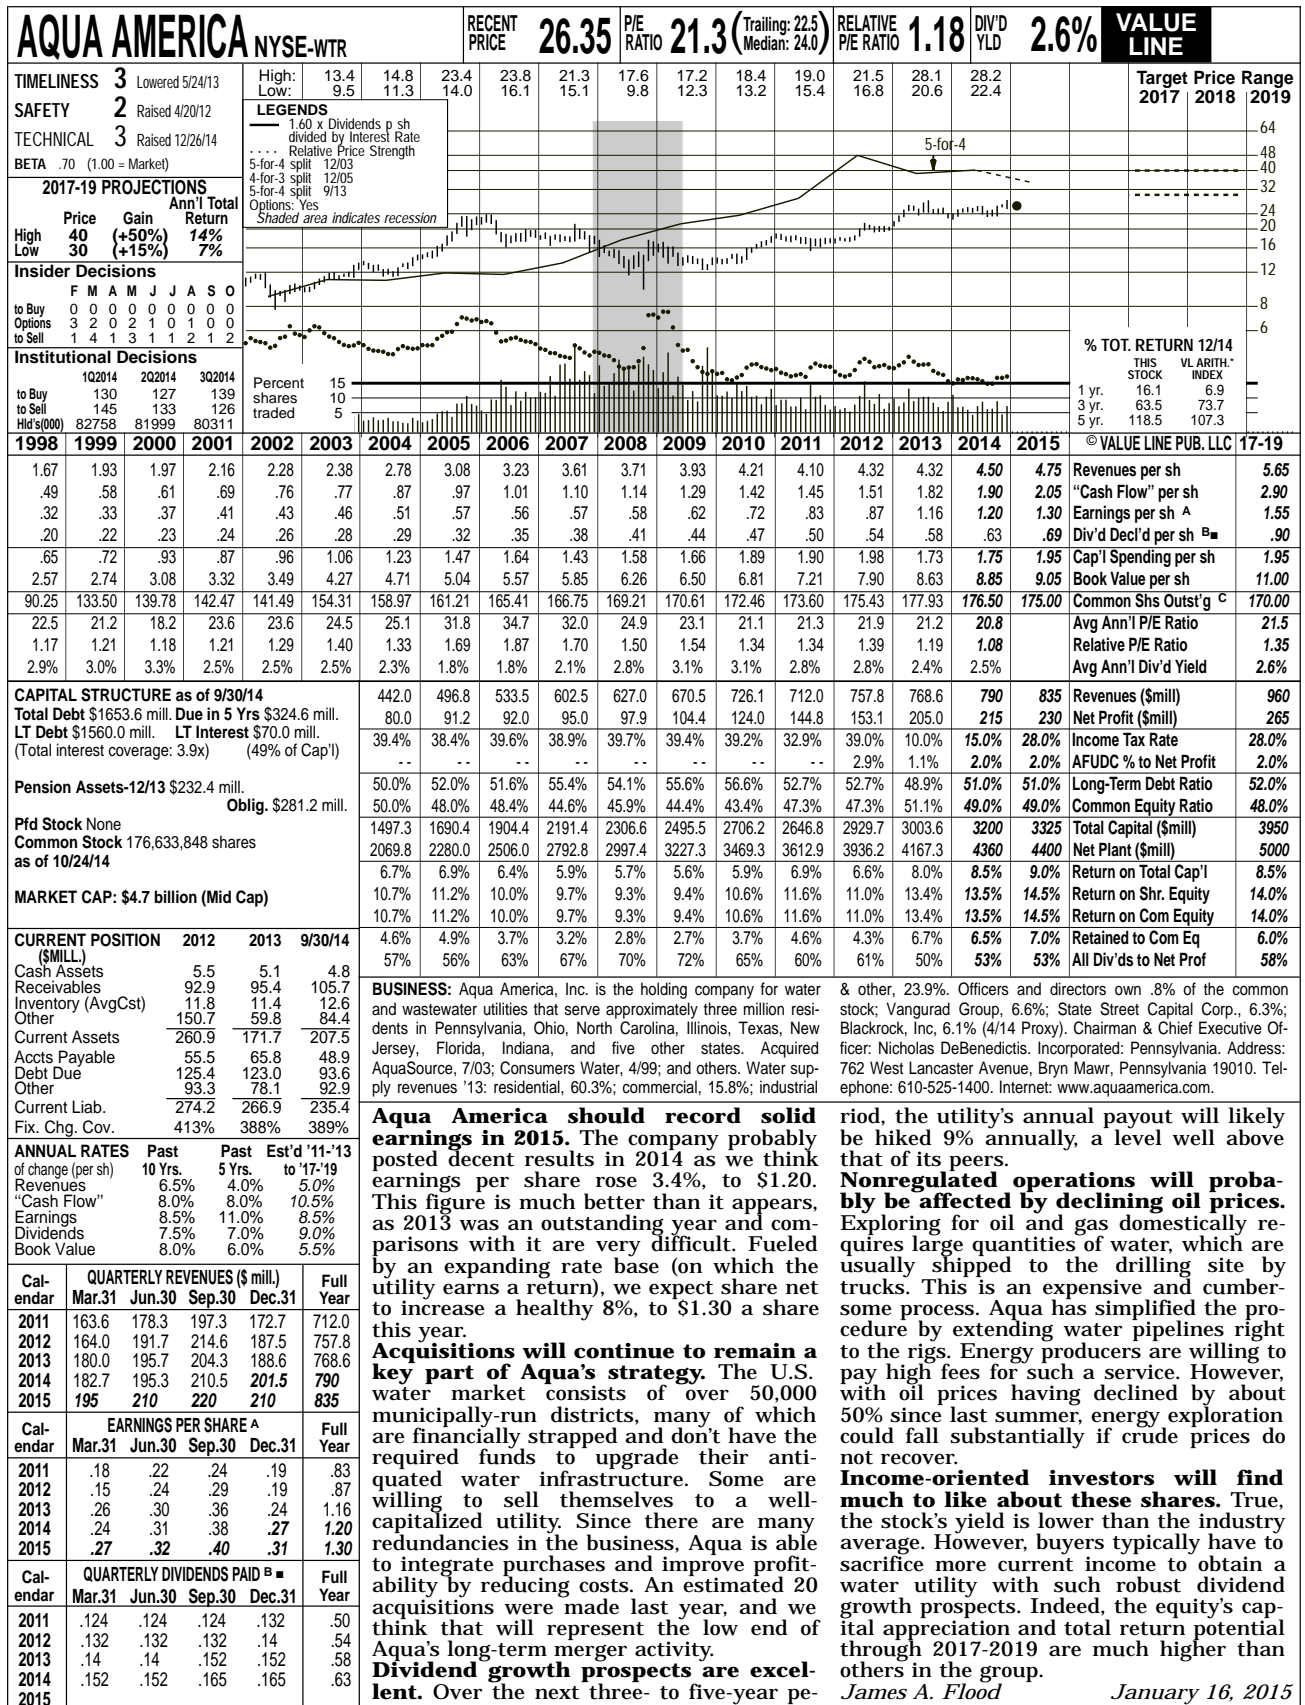 AQUA AMERICA NYSE-WTR
RECENT PRICE 26.35 P/E RATIO 21.3 (Trailing: 22.5 Median: 24.0) RELATIVE P/E RATIO 1.18 DIV'D YLD 2.6% VALUE LINE
TIMELINESS 3 Lowered 5/24/13
SAFETY 2 Raised 4/20/12
TECHNICAL 3 Raised 12/26/14
BETA .70 (1.00 = Market)
2017-19 PROJECTIONS
Ann'l Total
Price Gain Return
High 40 (+50%) 14%
Low 30 (+15%) 7%
Insider Decisions
F M A M J J A S O
to Buy 0 0 0 0 0 0 0 0 0
Options 3 2 0 2 1 0 1 0 0
to Sell 1 4 1 3 1 1 2 1 2
Institutional Decisions
1Q2014 2Q2014 3Q2014
to Buy 130 127 139
to Sell 145 133 126
Hld's(000) 82758 81999 80311
High: 13.4 14.8 23.4 23.8 21.3 17.6 17.2 18.4 19.0 21.5 28.1 28.2
Low: 9.5 11.3 14.0 16.1 15.1 9.8 12.3 13.2 15.4 16.8 20.6 22.4
LEGENDS
1.60 x Dividends p sh
divided by Interest Rate
. . . . Relative Price Strength
5-for-4 split 12/03
4-for-3 split 12/05
5-for-4 split 9/13
Options: Yes
Shaded area indicates recession
5-for-4
Target Price Range
2017 2018 2019
64
48
40
32
24
20
16
12
8
6
Percent shares traded
15
10
5
% TOT. RETURN 12/14
THIS STOCK VL ARITH.* INDEX
1 yr. 16.1 6.9
3 yr. 63.5 73.7
5 yr. 118.5 107.3
1998 1999 2000 2001 2002 2003 2004 2005 2006 2007 2008 2009 2010 2011 2012 2013 2014 2015 © VALUE LINE PUB. LLC 17-19
1.67 1.93 1.97 2.16 2.28 2.38 2.78 3.08 3.23 3.61 3.71 3.93 4.21 4.10 4.32 4.32 4.50 4.75 Revenues per sh 5.65
.49 .58 .61 .69 .76 .77 .87 .97 1.01 1.10 1.14 1.29 1.42 1.45 1.51 1.82 1.90 2.05 "Cash Flow" per sh 2.90
.32 .33 .37 .41 .43 .46 .51 .57 .56 .57 .58 .62 .72 .83 .87 1.16 1.20 1.30 Earnings per sh A 1.55
.20 .22 .23 .24 .26 .28 .29 .32 .35 .38 .41 .44 .47 .50 .54 .58 .63 .69 Div'd Decl'd per sh B■ .90
.65 .72 .93 .87 .96 1.06 1.23 1.47 1.64 1.43 1.58 1.66 1.89 1.90 1.98 1.73 1.75 1.95 Cap'l Spending per sh 1.95
2.57 2.74 3.08 3.32 3.49 4.27 4.71 5.04 5.57 5.85 6.26 6.50 6.81 7.21 7.90 8.63 8.85 9.05 Book Value per sh 11.00
90.25 133.50 139.78 142.47 141.49 154.31 158.97 161.21 165.41 166.75 169.21 170.61 172.46 173.60 175.43 177.93 176.50 175.00 Common Shs Outst'g C 170.00
22.5 21.2 18.2 23.6 23.6 24.5 25.1 31.8 34.7 32.0 24.9 23.1 21.1 21.3 21.9 21.2 20.8 Avg Ann'l P/E Ratio 21.5
1.17 1.21 1.18 1.21 1.29 1.40 1.33 1.69 1.87 1.70 1.50 1.54 1.34 1.34 1.39 1.19 1.08 Relative P/E Ratio 1.35
2.9% 3.0% 3.3% 2.5% 2.5% 2.5% 2.3% 1.8% 1.8% 2.1% 2.8% 3.1% 3.1% 2.8% 2.8% 2.4% 2.5% Avg Ann'l Div'd Yield 2.6%
CAPITAL STRUCTURE as of 9/30/14
Total Debt $1653.6 mill. Due in 5 Yrs $324.6 mill.
LT Debt $1560.0 mill. LT Interest $70.0 mill.
(Total interest coverage: 3.9x) (49% of Cap'l)
Pension Assets-12/13 $232.4 mill.
Oblig. $281.2 mill.
Pfd Stock None
Common Stock 176,633,848 shares
as of 10/24/14
MARKET CAP: $4.7 billion (Mid Cap)
442.0 496.8 533.5 602.5 627.0 670.5 726.1 712.0 757.8 768.6 790 835 Revenues ($mill) 960
80.0 91.2 92.0 95.0 97.9 104.4 124.0 144.8 153.1 205.0 215 230 Net Profit ($mill) 265
39.4% 38.4% 39.6% 38.9% 39.7% 39.4% 39.2% 32.9% 39.0% 10.0% 15.0% 28.0% Income Tax Rate 28.0%
- - - - - - - - - - - - - - - - 2.9% 1.1% 2.0% 2.0% AFUDC % to Net Profit 2.0%
50.0% 52.0% 51.6% 55.4% 54.1% 55.6% 56.6% 52.7% 52.7% 48.9% 51.0% 51.0% Long-Term Debt Ratio 52.0%
50.0% 48.0% 48.4% 44.6% 45.9% 44.4% 43.4% 47.3% 47.3% 51.1% 49.0% 49.0% Common Equity Ratio 48.0%
1497.3 1690.4 1904.4 2191.4 2306.6 2495.5 2706.2 2646.8 2929.7 3003.6 3200 3325 Total Capital ($mill) 3950
2069.8 2280.0 2506.0 2792.8 2997.4 3227.3 3469.3 3612.9 3936.2 4167.3 4360 4400 Net Plant ($mill) 5000
6.7% 6.9% 6.4% 5.9% 5.7% 5.6% 5.9% 6.9% 6.6% 8.0% 8.5% 9.0% Return on Total Cap'l 8.5%
10.7% 11.2% 10.0% 9.7% 9.3% 9.4% 10.6% 11.6% 11.0% 13.4% 13.5% 14.5% Return on Shr. Equity 14.0%
10.7% 11.2% 10.0% 9.7% 9.3% 9.4% 10.6% 11.6% 11.0% 13.4% 13.5% 14.5% Return on Com Equity 14.0%
4.6% 4.9% 3.7% 3.2% 2.8% 2.7% 3.7% 4.6% 4.3% 6.7% 6.5% 7.0% Retained to Com Eq 6.0%
57% 56% 63% 67% 70% 72% 65% 60% 61% 50% 53% 53% All Div'ds to Net Prof 58%
CURRENT POSITION 2012 2013 9/30/14
($MILL.)
Cash Assets 5.5 5.1 4.8
Receivables 92.9 95.4 105.7
Inventory (AvgCst) 11.8 11.4 12.6
Other 150.7 59.8 84.4
Current Assets 260.9 171.7 207.5
Accts Payable 55.5 65.8 48.9
Debt Due 125.4 123.0 93.6
Other 93.3 78.1 92.9
Current Liab. 274.2 266.9 235.4
Fix. Chg. Cov. 413% 388% 389%
ANNUAL RATES Past Past Est'd '11-'13
of change (per sh) 10 Yrs. 5 Yrs. to '17-'19
Revenues 6.5% 4.0% 5.0%
"Cash Flow" 8.0% 8.0% 10.5%
Earnings 8.5% 11.0% 8.5%
Dividends 7.5% 7.0% 9.0%
Book Value 8.0% 6.0% 5.5%
Cal- QUARTERLY REVENUES ($ mill.) Full
endar Mar.31 Jun.30 Sep.30 Dec.31 Year
2011 163.6 178.3 197.3 172.7 712.0
2012 164.0 191.7 214.6 187.5 757.8
2013 180.0 195.7 204.3 188.6 768.6
2014 182.7 195.3 210.5 201.5 790
2015 195 210 220 210 835
Cal- EARNINGS PER SHARE A Full
endar Mar.31 Jun.30 Sep.30 Dec.31 Year
2011 .18 .22 .24 .19 .83
2012 .15 .24 .29 .19 .87
2013 .26 .30 .36 .24 1.16
2014 .24 .31 .38 .27 1.20
2015 .27 .32 .40 .31 1.30
Cal- QUARTERLY DIVIDENDS PAID B ■ Full
endar Mar.31 Jun.30 Sep.30 Dec.31 Year
2011 .124 .124 .124 .132 .50
2012 .132 .132 .132 .14 .54
2013 .14 .14 .152 .152 .58
2014 .152 .152 .165 .165 .63
2015
BUSINESS: Aqua America, Inc. is the holding company for water
and wastewater utilities that serve approximately three million resi-
dents in Pennsylvania, Ohio, North Carolina, Illinois, Texas, New
Jersey, Florida, Indiana, and five other states. Acquired
AquaSource, 7/03; Consumers Water, 4/99; and others. Water sup-
ply revenues '13: residential, 60.3%; commercial, 15.8%; industrial
& other, 23.9%. Officers and directors own .8% of the common
stock; Vangurad Group, 6.6%; State Street Capital Corp., 6.3%;
Blackrock, Inc, 6.1% (4/14 Proxy). Chairman & Chief Executive Of-
ficer: Nicholas DeBenedictis. Incorporated: Pennsylvania. Address:
762 West Lancaster Avenue, Bryn Mawr, Pennsylvania 19010. Tel-
ephone: 610-525-1400. Internet: www.aquaamerica.com.
Aqua America should record solid
earnings in 2015. The company probably
posted decent results in 2014 as we think
earnings per share rose 3.4%, to $1.20.
This figure is much better than it appears,
as 2013 was an outstanding year and com-
parisons with it are very difficult. Fueled
by an expanding rate base (on which the
utility earns a return), we expect share net
to increase a healthy 8%, to $1.30 a share
this year.
Acquisitions will continue to remain a
key part of Aqua's strategy. The U.S.
water market consists of over 50,000
municipally-run districts, many of which
are financially strapped and don't have the
required funds to upgrade their anti-
quated water infrastructure. Some are
willing to sell themselves to a well-
capitalized utility. Since there are many
redundancies in the business, Aqua is able
to integrate purchases and improve profit-
ability by reducing costs. An estimated 20
acquisitions were made last year, and we
think that will represent the low end of
Aqua's long-term merger activity.
Dividend growth prospects are excel-
lent. Over the next three- to five-year pe-
riod, the utility's annual payout will likely
be hiked 9% annually, a level well above
that of its peers.
Nonregulated operations will proba-
bly be affected by declining oil prices.
Exploring for oil and gas domestically re-
quires large quantities of water, which are
usually shipped to the drilling site by
trucks. This is an expensive and cumber-
some process. Aqua has simplified the pro-
cedure by extending water pipelines right
to the rigs. Energy producers are willing to
pay high fees for such a service. However,
with oil prices having declined by about
50% since last summer, energy exploration
could fall substantially if crude prices do
not recover.
Income-oriented investors will find
much to like about these shares. True,
the stock's yield is lower than the industry
average. However, buyers typically have to
sacrifice more current income to obtain a
water utility with such robust dividend
growth prospects. Indeed, the equity's cap-
ital appreciation and total return potential
through 2017-2019 are much higher than
others in the group.
James A. Flood January 16, 2015